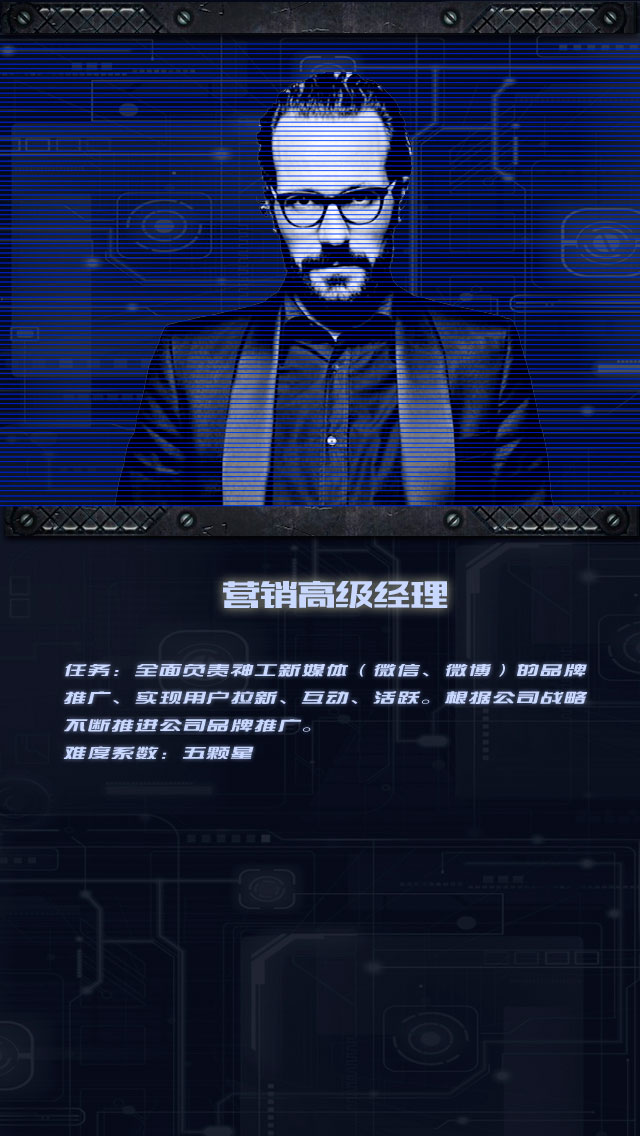 营销高级经理
任务：全面负责神工新媒体（微信、微博）的品牌
推广、实现用户拉新、互动、活跃。根据公司战略
不断推进公司品牌推广。
难度系数：五颗星